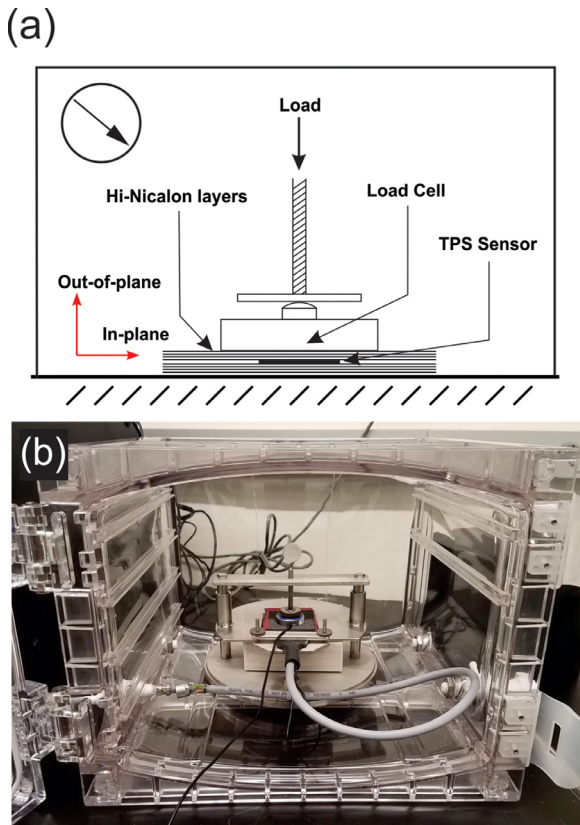 (a)
Load
Hi-Nicalon layers
Load Cell
TPS Sensor
Out-of-plane
In-plane
(b)